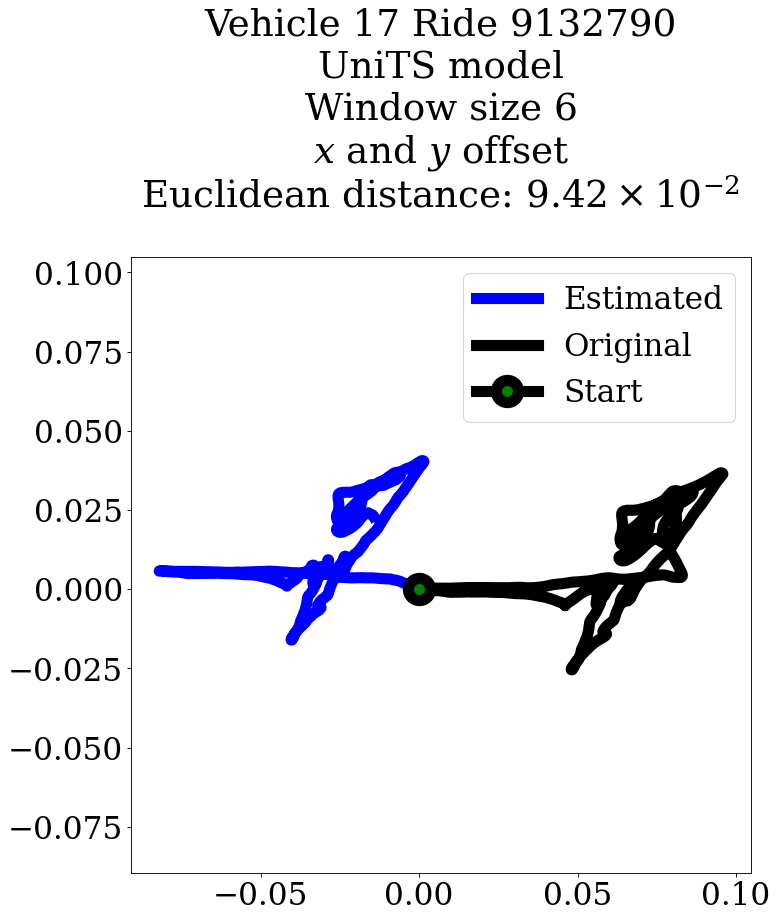 Vehicle 17 Ride 9132790
UniTS model
Window size 6
x and y offset
Euclidean distance: 9.42 × 10⁻²
0.100
Estimated
0.075
Original
Start
0.050
0.025
0.000
−0.025
−0.050
−0.075
−0.05 0.00 0.05 0.10